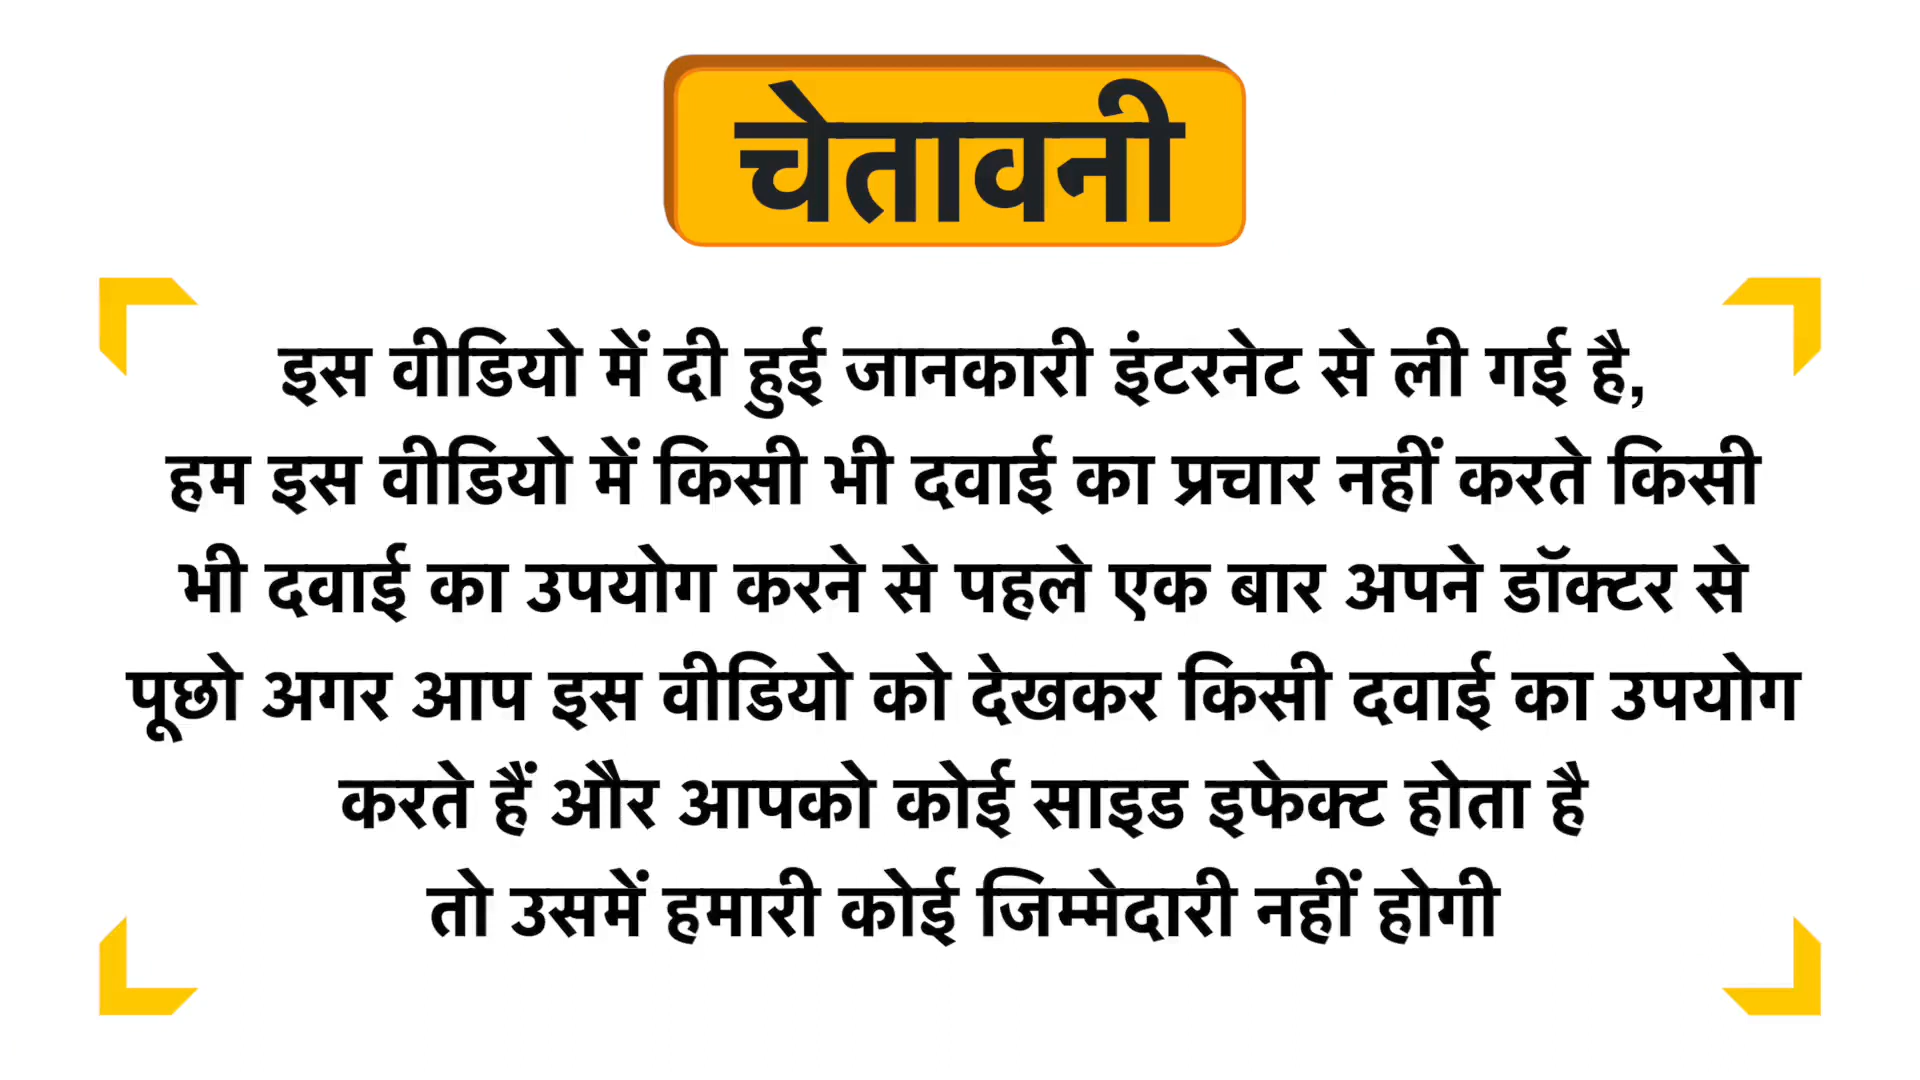 चेतावनी
इस वीडियो में दी हुई जानकारी इंटरनेट से ली गई है,
हम इस वीडियो में किसी भी दवाई का प्रचार नहीं करते किसी
भी दवाई का उपयोग करने से पहले एक बार अपने डॉक्टर से
पूछो अगर आप इस वीडियो को देखकर किसी दवाई का उपयोग
करते हैं और आपको कोई साइड इफेक्ट होता है
तो उसमें हमारी कोई जिम्मेदारी नहीं होगी